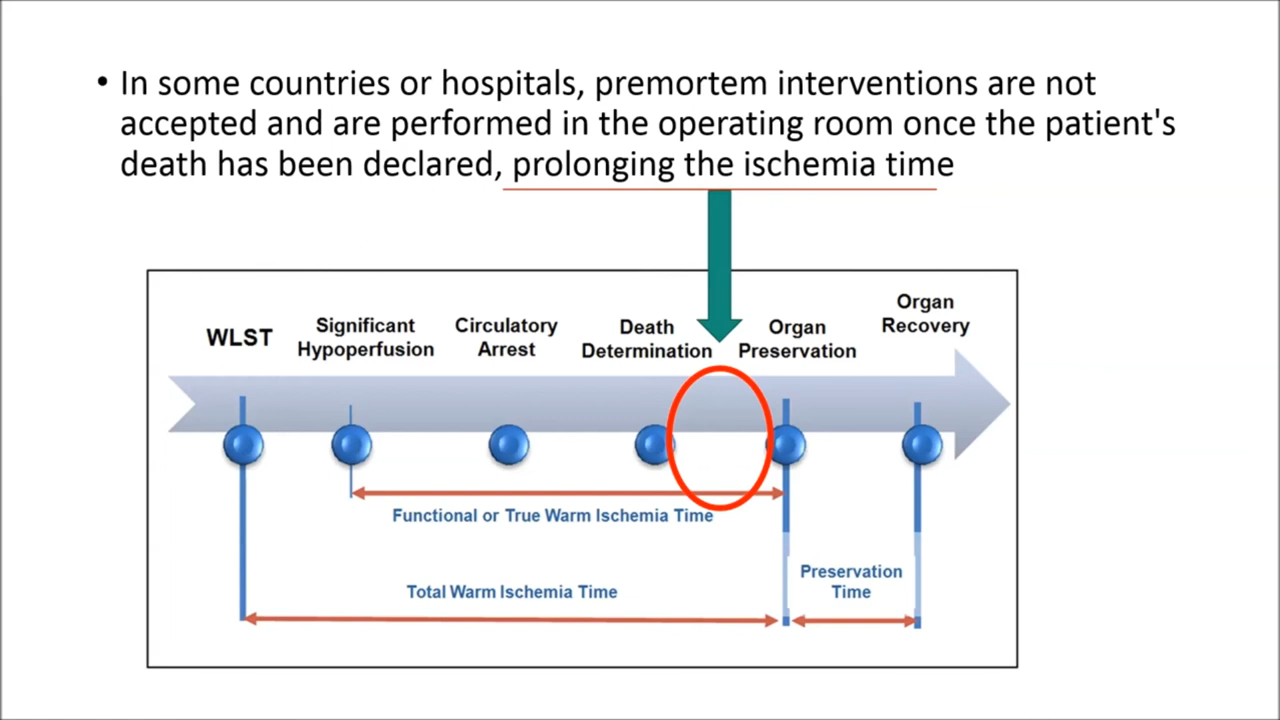 • In some countries or hospitals, premortem interventions are not
accepted and are performed in the operating room once the patient's
death has been declared, prolonging the ischemia time
WLST
Significant
Hypoperfusion
Circulatory
Arrest
Death
Determination
Organ
Preservation
Organ
Recovery
Functional or True Warm Ischemia Time
Total Warm Ischemia Time
Preservation
Time